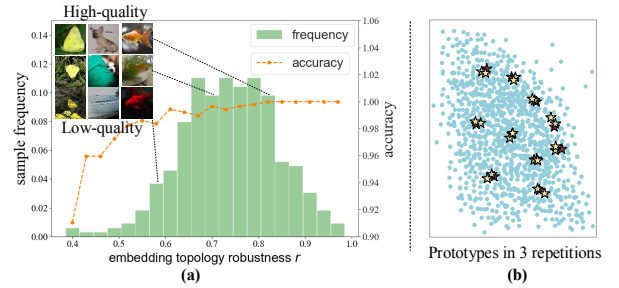 High-quality
Low-quality
frequency
accuracy
0.14
0.12
0.10
0.08
0.06
0.04
0.02
0.00
sample frequency
1.06
1.04
1.02
1.00
0.98
0.96
0.94
0.92
0.90
accuracy
0.4 0.5 0.6 0.7 0.8 0.9 1.0
embedding topology robustness r
(a)
Prototypes in 3 repetitions
(b)